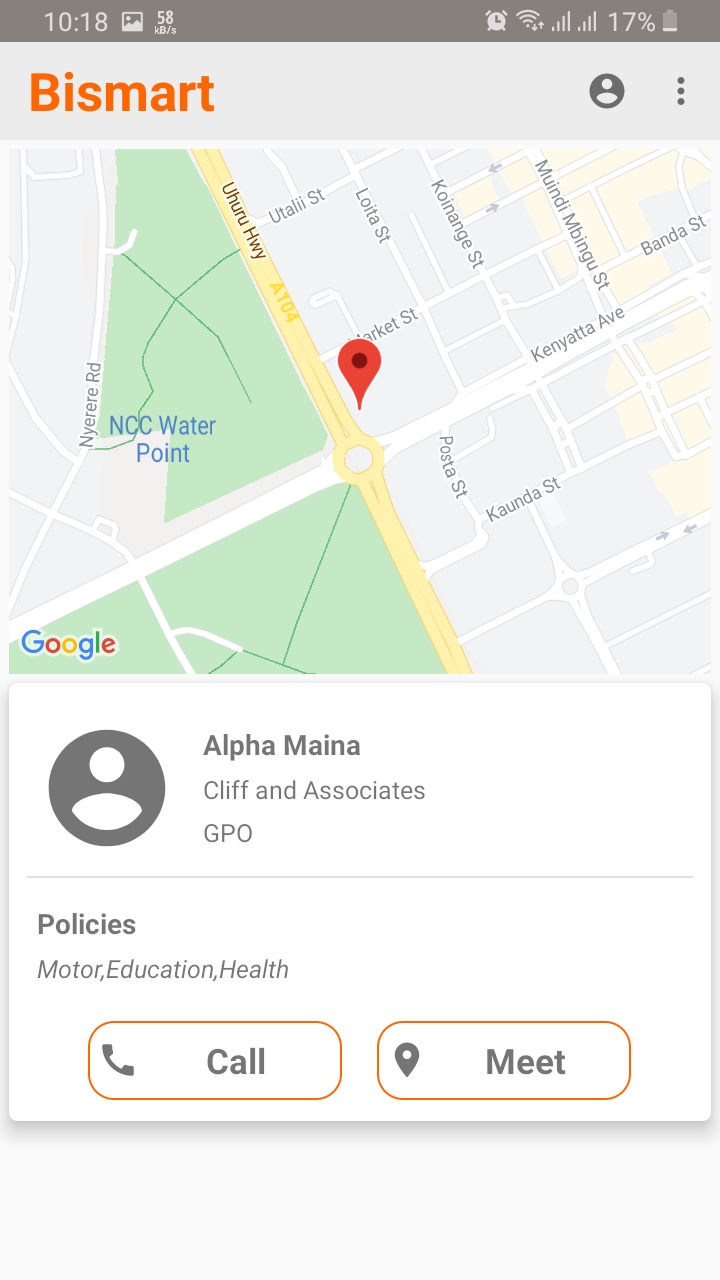 10:18 58 kB/s 17%
Bismart
Uhuru Hwy
A104
Utalii St
Loita St
Koinange St
Muindi Mbingu St
Banda St
Market St
Kenyatta Ave
Nyerere Rd
NCC Water
Point
Posta St
Kaunda St
Google
Alpha Maina
Cliff and Associates
GPO
Policies
Motor,Education,Health
Call Meet